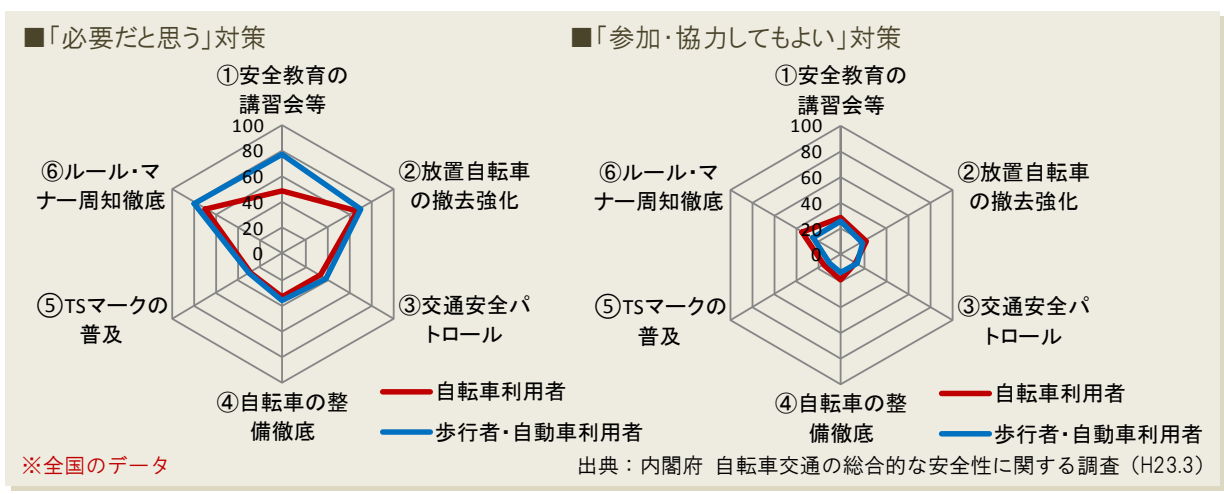 ■「必要だと思う」対策
①安全教育の
講習会等
100
80
60
40
20
0
②放置自転車
の撤去強化
③交通安全パ
トロール
④自転車の整
備徹底
⑤TSマークの
普及
⑥ルール・マ
ナー周知徹底
自転車利用者
歩行者・自動車利用者
■「参加・協力してもよい」対策
①安全教育の
講習会等
100
80
60
40
20
0
②放置自転車
の撤去強化
③交通安全パ
トロール
④自転車の整
備徹底
⑤TSマークの
普及
⑥ルール・マ
ナー周知徹底
自転車利用者
歩行者・自動車利用者
※全国のデータ
出典：内閣府 自転車交通の総合的な安全性に関する調査（H23.3）